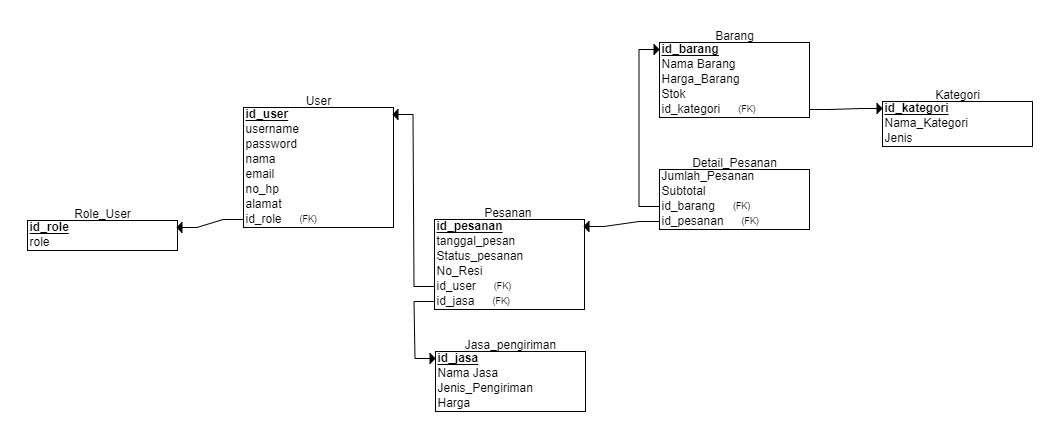 Barang
id_barang
Nama Barang
Harga_Barang
Stok
id_kategori (FK)
Kategori
id_kategori
Nama_Kategori
Jenis
User
id_user
username
password
nama
email
no_hp
alamat
id_role (FK)
Detail_Pesanan
Jumlah_Pesanan
Subtotal
id_barang (FK)
id_pesanan (FK)
Role_User
id_role
role
Pesanan
id_pesanan
tanggal_pesan
Status_pesanan
No_Resi
id_user (FK)
id_jasa (FK)
Jasa_pengiriman
id_jasa
Nama Jasa
Jenis_Pengiriman
Harga